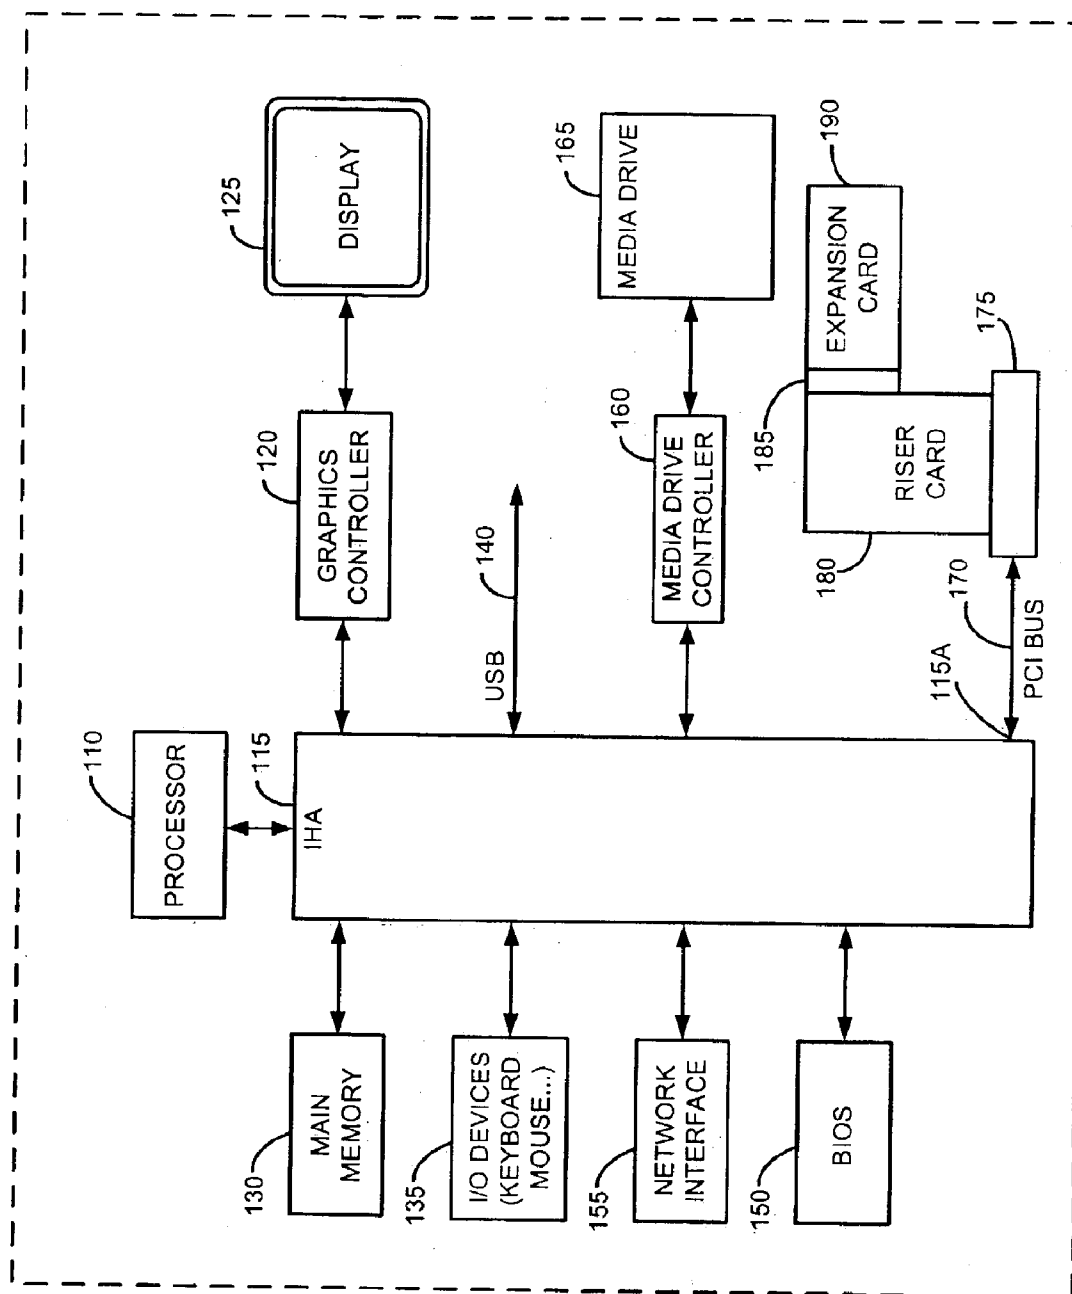 110
PROCESSOR
115
IHA
130
MAIN
MEMORY
120
GRAPHICS
CONTROLLER
125
DISPLAY
135
I/O DEVICES
(KEYBOARD
MOUSE...)
140
USB
155
NETWORK
INTERFACE
160
MEDIA DRIVE
CONTROLLER
165
MEDIA DRIVE
150
BIOS
115A
170
PCI BUS
180
RISER
CARD
185
EXPANSION
CARD
190
175